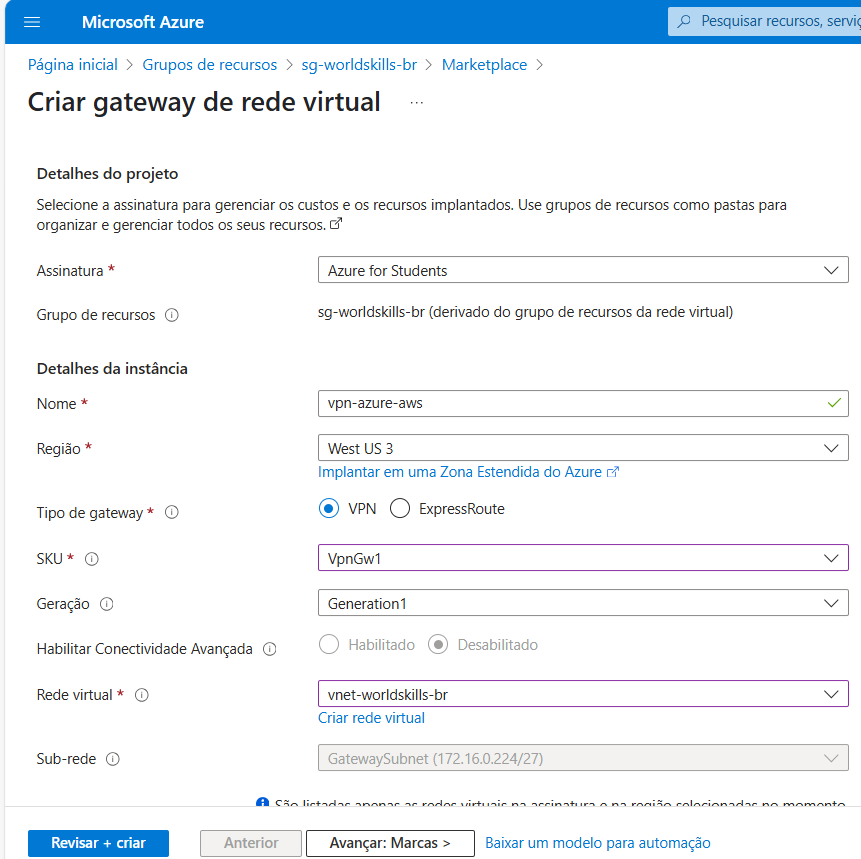 Microsoft Azure
Pesquisar recursos, serviç
Página inicial > Grupos de recursos > sg-worldskills-br > Marketplace >
Criar gateway de rede virtual ...
Detalhes do projeto
Selecione a assinatura para gerenciar os custos e os recursos implantados. Use grupos de recursos como pastas para
organizar e gerenciar todos os seus recursos.
Assinatura *
Azure for Students
Grupo de recursos
sg-worldskills-br (derivado do grupo de recursos da rede virtual)
Detalhes da instância
Nome *
vpn-azure-aws
Região *
West US 3
Implantar em uma Zona Estendida do Azure
Tipo de gateway *
VPN
ExpressRoute
SKU *
VpnGw1
Geração
Generation1
Habilitar Conectividade Avançada
Habilitado
Desabilitado
Rede virtual *
vnet-worldskills-br
Criar rede virtual
Sub-rede
GatewaySubnet (172.16.0.224/27)
São listadas apenas as redes virtuais na assinatura e na região selecionadas no momento
Revisar + criar
Anterior
Avançar: Marcas >
Baixar um modelo para automação